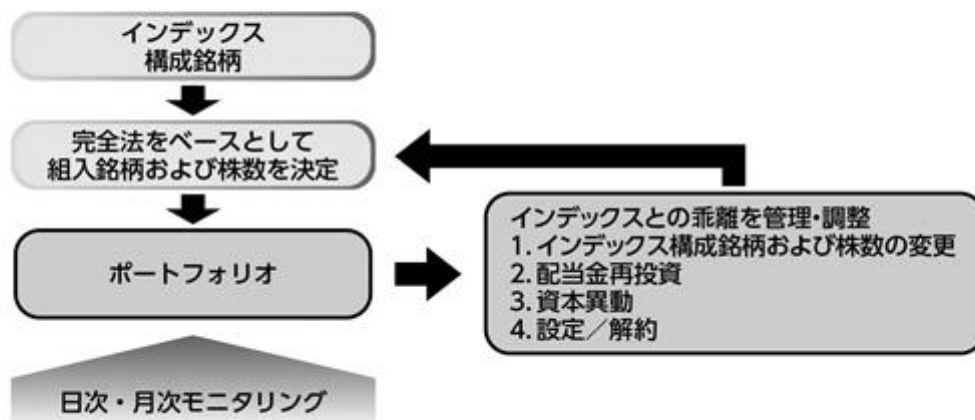 インデックス
構成銘柄
完全法をベースとして
組入銘柄および株数を決定
ポートフォリオ
インデックスとの乖離を管理・調整
1. インデックス構成銘柄および株数の変更
2. 配当金再投資
3. 資本異動
4. 設定／解約
日次・月次モニタリング